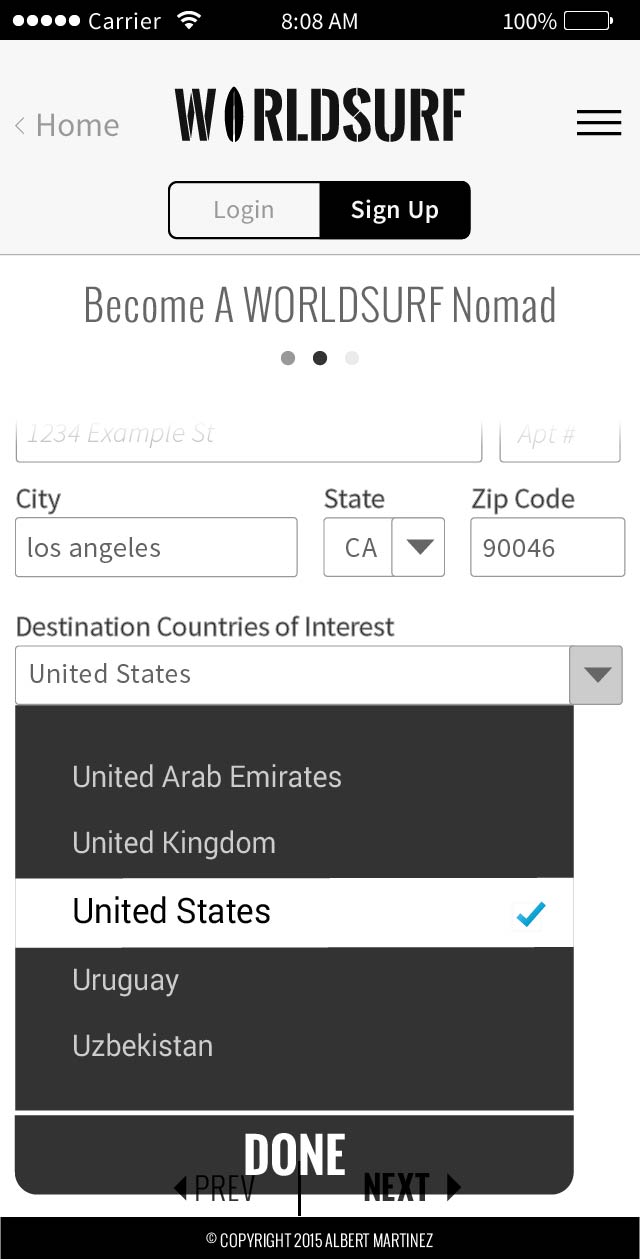 Carrier 8:08 AM 100%
< Home WORLDSURF
Login Sign Up
Become A WORLDSURF Nomad
1234 Example St Apt #
City State Zip Code
los angeles CA 90046
Destination Countries of Interest
United States
United Arab Emirates
United Kingdom
United States
Uruguay
Uzbekistan
DONE
PREV NEXT
© COPYRIGHT 2015 ALBERT MARTINEZ